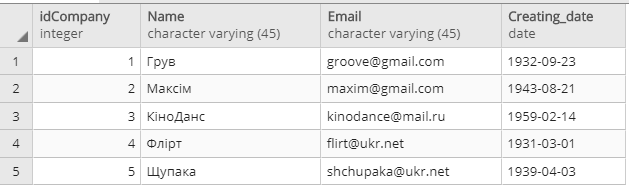 idCompany Name Email Creating_date
integer character varying (45) character varying (45) date
1 1 Грув groove@gmail.com 1932-09-23
2 2 Максім maxim@gmail.com 1943-08-21
3 3 КіноДанс kinodance@mail.ru 1959-02-14
4 4 Флірт flirt@ukr.net 1931-03-01
5 5 Щупака shchupaka@ukr.net 1939-04-03